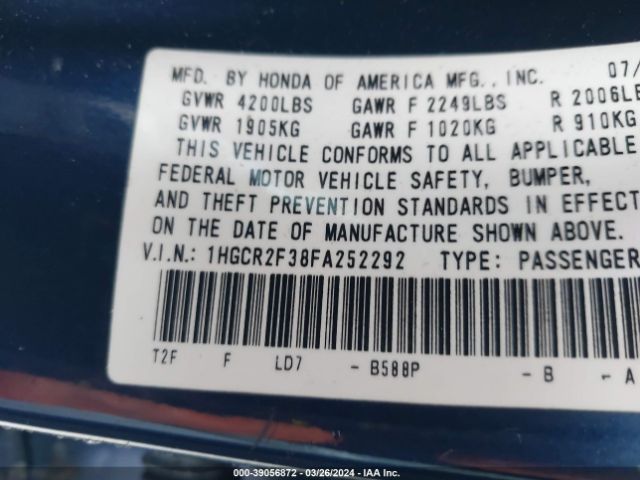 MFD. BY HONDA OF AMERICA MFG., INC. 07/
GVWR 4200LBS GAWR F 2249LBS R 2006LB
GVWR 1905KG GAWR F 1020KG R 910KG
THIS VEHICLE CONFORMS TO ALL APPLICABLE
FEDERAL MOTOR VEHICLE SAFETY, BUMPER,
AND THEFT PREVENTION STANDARDS IN EFFECT
ON THE DATE OF MANUFACTURE SHOWN ABOVE.
V.I.N.: 1HGCR2F38FA252292 TYPE: PASSENGER
T2F F LD7 - B588P - B - A
000-39056872 / 03/26/2024 - IAA Inc.